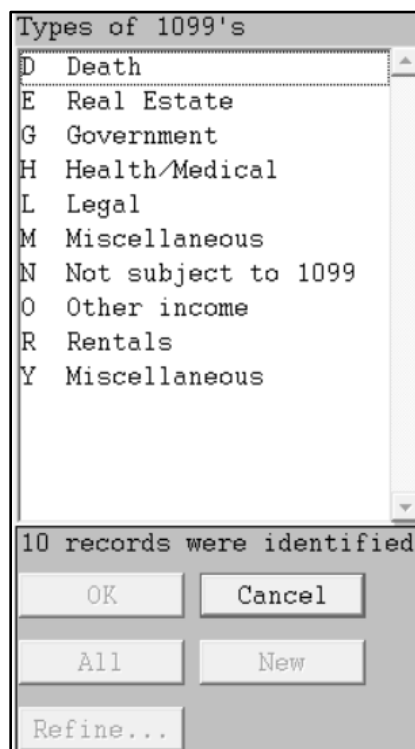 Types of 1099's
D Death
E Real Estate
G Government
H Health/Medical
L Legal
M Miscellaneous
N Not subject to 1099
O Other income
R Rentals
Y Miscellaneous
10 records were identified
OK Cancel
All New
Refine...